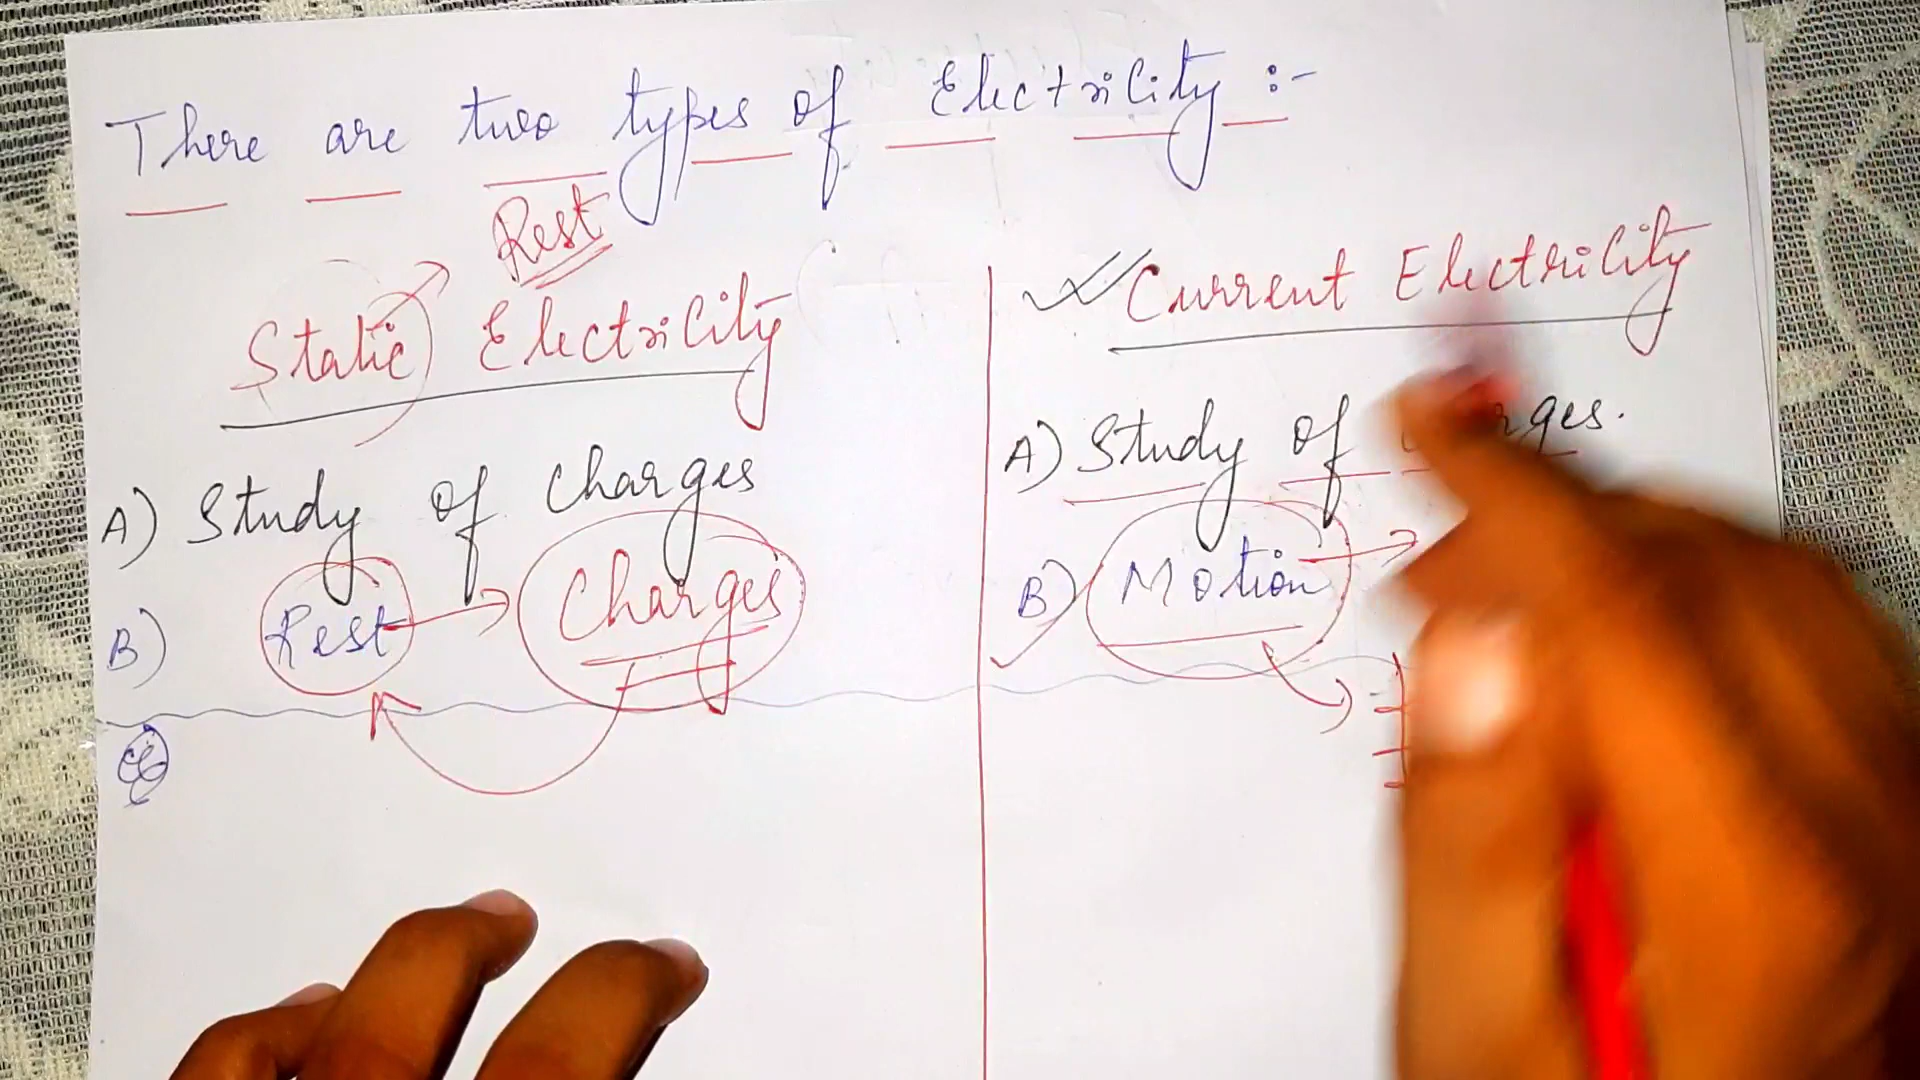 There are two types of Electricity :-
Rest
Static Electricity
A) Study of Charges
B) Rest → Charges
Current Electricity
A) Study of
B) Motion